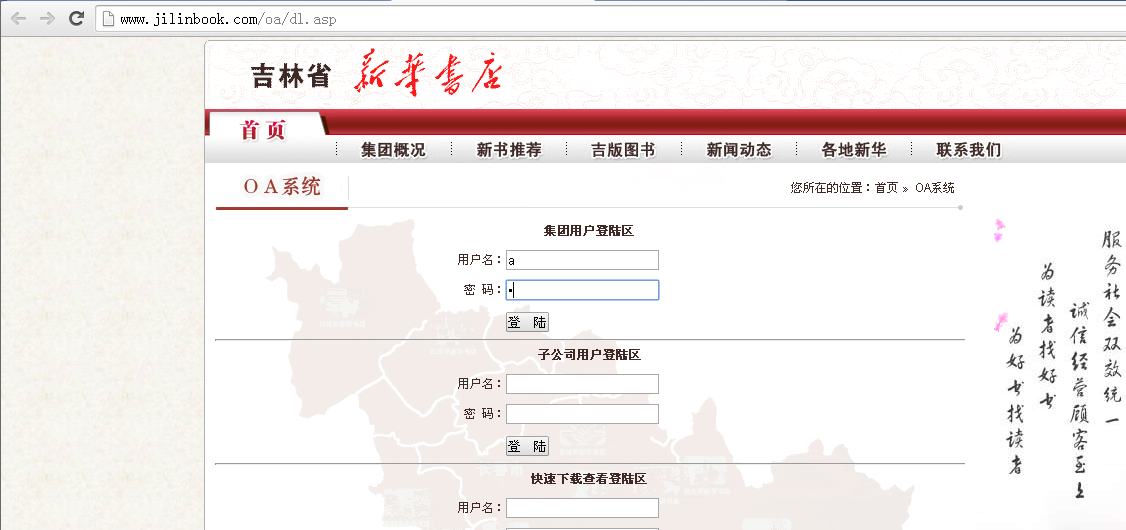 www.jilinbook.com/oa/dl.asp
吉林省 新華書店
首页
集团概况 新书推荐 吉版图书 新闻动态 各地新华 联系我们
OA系统
您所在的位置：首页 » OA系统
集团用户登陆区
用户名：a
密 码：•
登 陆
子公司用户登陆区
用户名：
密 码：
登 陆
快速下载查看登陆区
用户名：
服务社会双效统一
诚信经营顾客至上
为读者找好书
为好书找读者